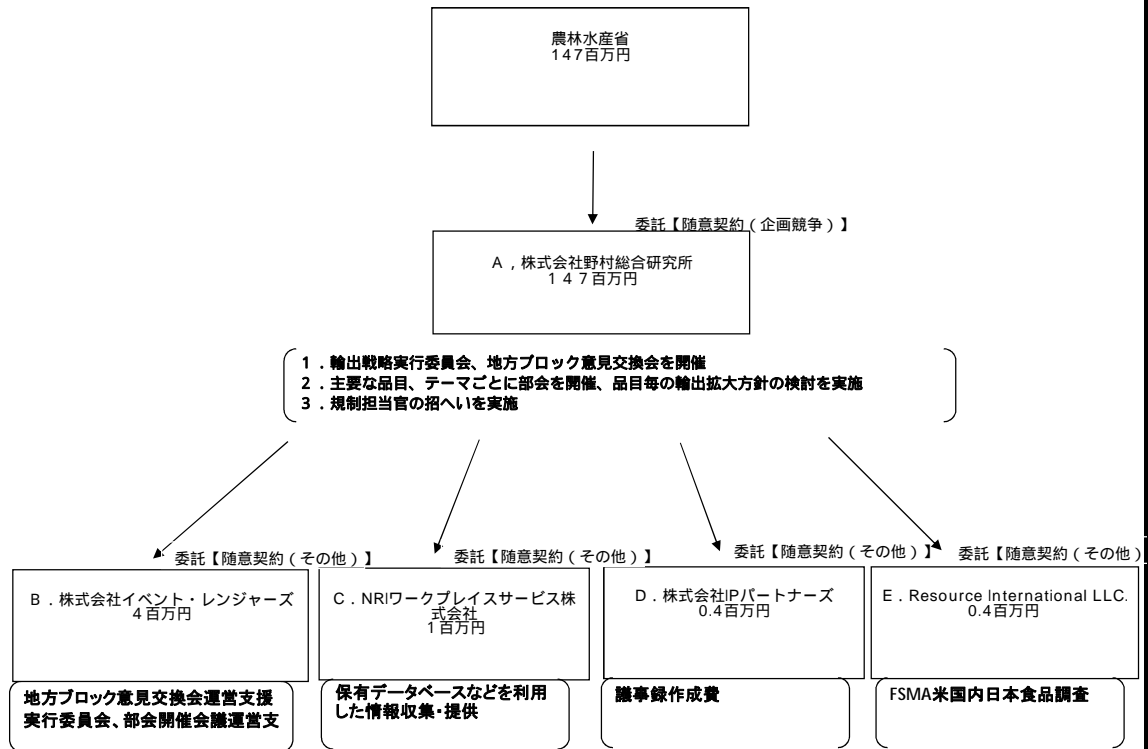 農林水産省
147百万円
委託【随意契約（企画競争）】
A，株式会社野村総合研究所
１４７百万円
１．輸出戦略実行委員会、地方ブロック意見交換会を開催
２．主要な品目、テーマごとに部会を開催、品目毎の輸出拡大方針の検討を実施
３．規制担当官の招へいを実施
委託【随意契約（その他）】
委託【随意契約（その他）】
委託【随意契約（その他）】
委託【随意契約（その他）
B．株式会社イベント・レンジャーズ
４百万円
C．NRIワークプレイスサービス株
式会社
１百万円
D．株式会社IPパートナーズ
0.4百万円
E．Resource International LLC.
0.4百万円
地方ブロック意見交換会運営支援
実行委員会、部会開催会議運営支
保有データベースなどを利用
した情報収集・提供
議事録作成費
FSMA米国内日本食品調査